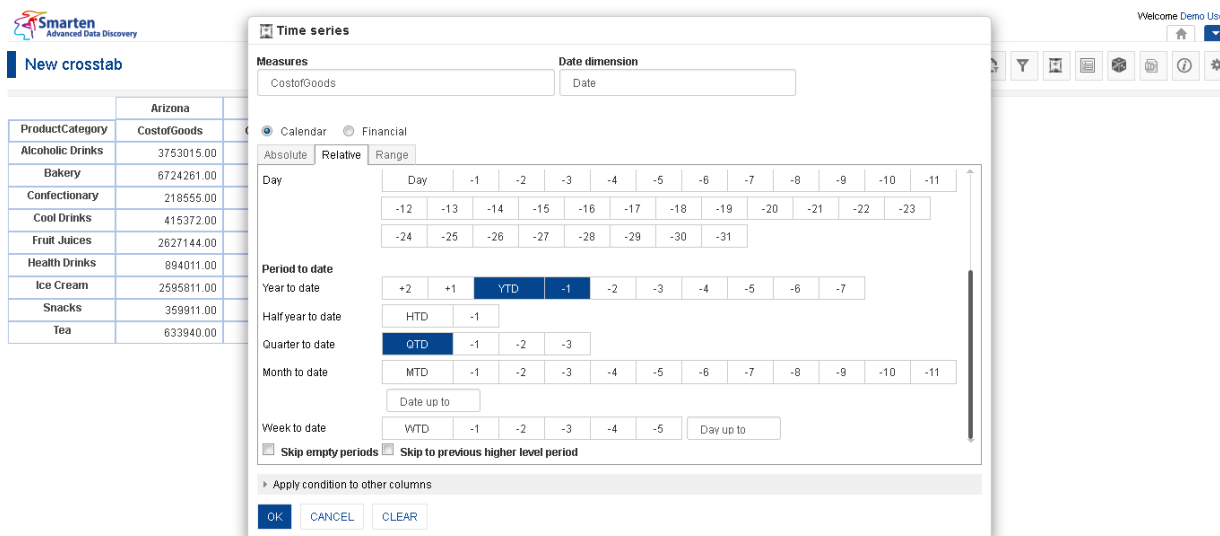 Smarten
Advanced Data Discovery
Welcome Demo Use
New crosstab
Arizona
ProductCategory CostofGoods
Alcoholic Drinks 3753015.00
Bakery 6724261.00
Confectionary 218555.00
Cool Drinks 415372.00
Fruit Juices 2627144.00
Health Drinks 894011.00
Ice Cream 2595811.00
Snacks 359911.00
Tea 633940.00
Time series
Measures Date dimension
CostofGoods Date
Calendar Financial
Absolute Relative Range
Day Day -1 -2 -3 -4 -5 -6 -7 -8 -9 -10 -11
-12 -13 -14 -15 -16 -17 -18 -19 -20 -21 -22 -23
-24 -25 -26 -27 -28 -29 -30 -31
Period to date
Year to date +2 +1 YTD -1 -2 -3 -4 -5 -6 -7
Half year to date HTD -1
Quarter to date QTD -1 -2 -3
Month to date MTD -1 -2 -3 -4 -5 -6 -7 -8 -9 -10 -11
Date up to
Week to date WTD -1 -2 -3 -4 -5 Day up to
Skip empty periods Skip to previous higher level period
Apply condition to other columns
OK CANCEL CLEAR